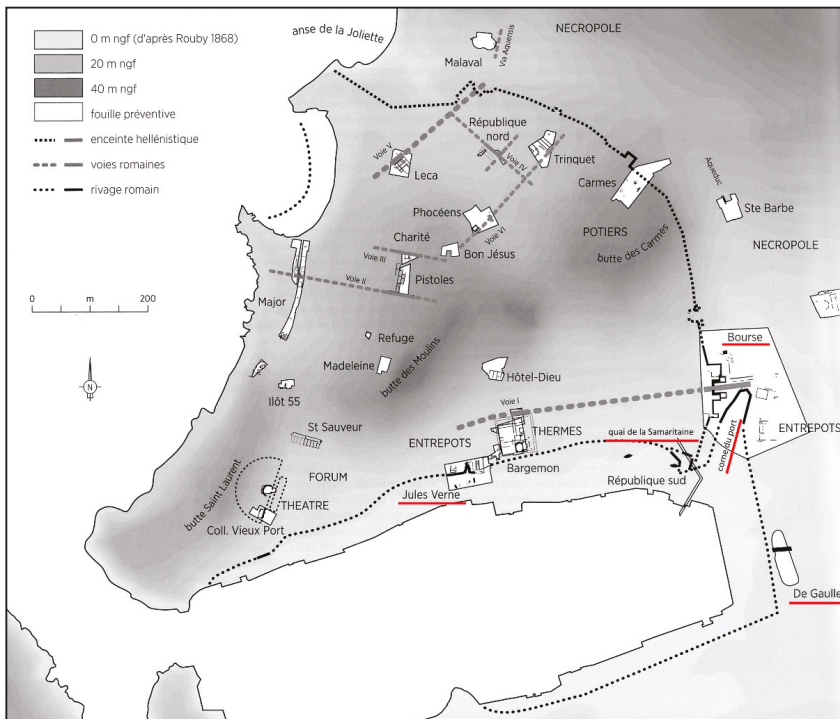 0 m ngf (d'après Rouby 1868)
20 m ngf
40 m ngf
fouille préventive
enceinte hellénistique
voies romaines
rivage romain
0 m 200
N
anse de la Joliette
NECROPOLE
Malaval
Via Aquensis
République
nord
Voie V
Voie IV
Leca
Trinquet
Carmes
Aqueduc
Ste Barbe
Phocéens
Voie VI
POTIERS
butte des Carmes
NECROPOLE
Charité
Bon Jésus
Voie III
Voie II
Pistoles
Major
Refuge
Madeleine
butte des Moulins
Hôtel-Dieu
Bourse
Ilôt 55
Voie I
St Sauveur
ENTREPOTS
THERMES
quai de la Samaritaine
corne du port
ENTREPOTS
Bargemon
FORUM
butte Saint Laurent
THEATRE
Jules Verne
République sud
Coll. Vieux Port
De Gaulle